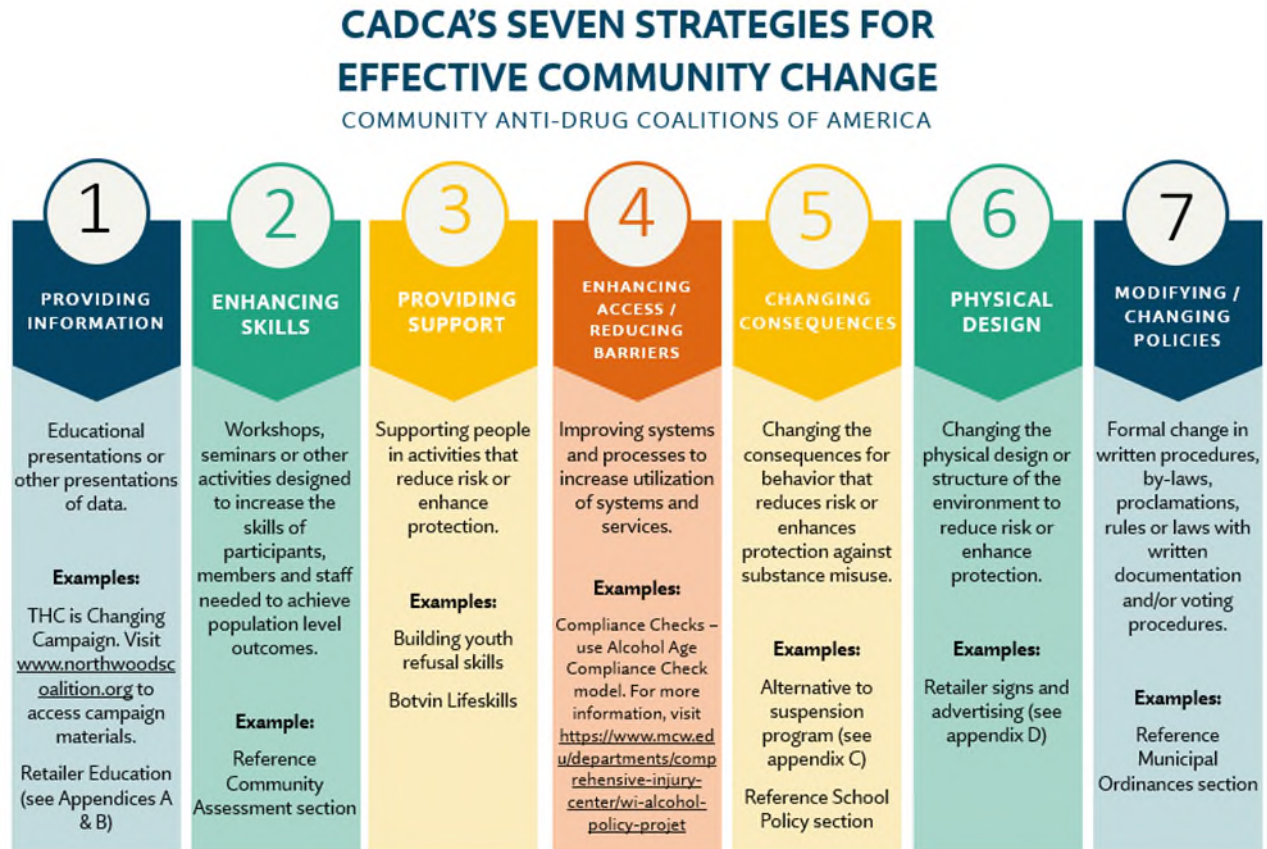 CADCA'S SEVEN STRATEGIES FOR
EFFECTIVE COMMUNITY CHANGE
COMMUNITY ANTI-DRUG COALITIONS OF AMERICA
1
PROVIDING
INFORMATION
Educational
presentations or
other presentations
of data.
Examples:
THC is Changing
Campaign. Visit
www.northwoodsc
oalition.org to
access campaign
materials.
Retailer Education
(see Appendices A
& B)
2
ENHANCING
SKILLS
Workshops,
seminars or other
activities designed
to increase the
skills of
participants,
members and staff
needed to achieve
population level
outcomes.
Example:
Reference
Community
Assessment section
3
PROVIDING
SUPPORT
Supporting people
in activities that
reduce risk or
enhance
protection.
Examples:
Building youth
refusal skills
Botvin Lifeskills
4
ENHANCING
ACCESS /
REDUCING
BARRIERS
Improving systems
and processes to
increase utilization
of systems and
services.
Examples:
Compliance Checks –
use Alcohol Age
Compliance Check
model. For more
information, visit
https://www.mcw.ed
u/departments/comp
rehensive-injury-
center/wi-alcohol-
policy-projet
5
CHANGING
CONSEQUENCES
Changing the
consequences for
behavior that
reduces risk or
enhances
protection against
substance misuse.
Examples:
Alternative to
suspension
program (see
appendix C)
Reference School
Policy section
6
PHYSICAL
DESIGN
Changing the
physical design or
structure of the
environment to
reduce risk or
enhance
protection.
Examples:
Retailer signs and
advertising (see
appendix D)
7
MODIFYING /
CHANGING
POLICIES
Formal change in
written procedures,
by-laws,
proclamations,
rules or laws with
written
documentation
and/or voting
procedures.
Examples:
Reference
Municipal
Ordinances section